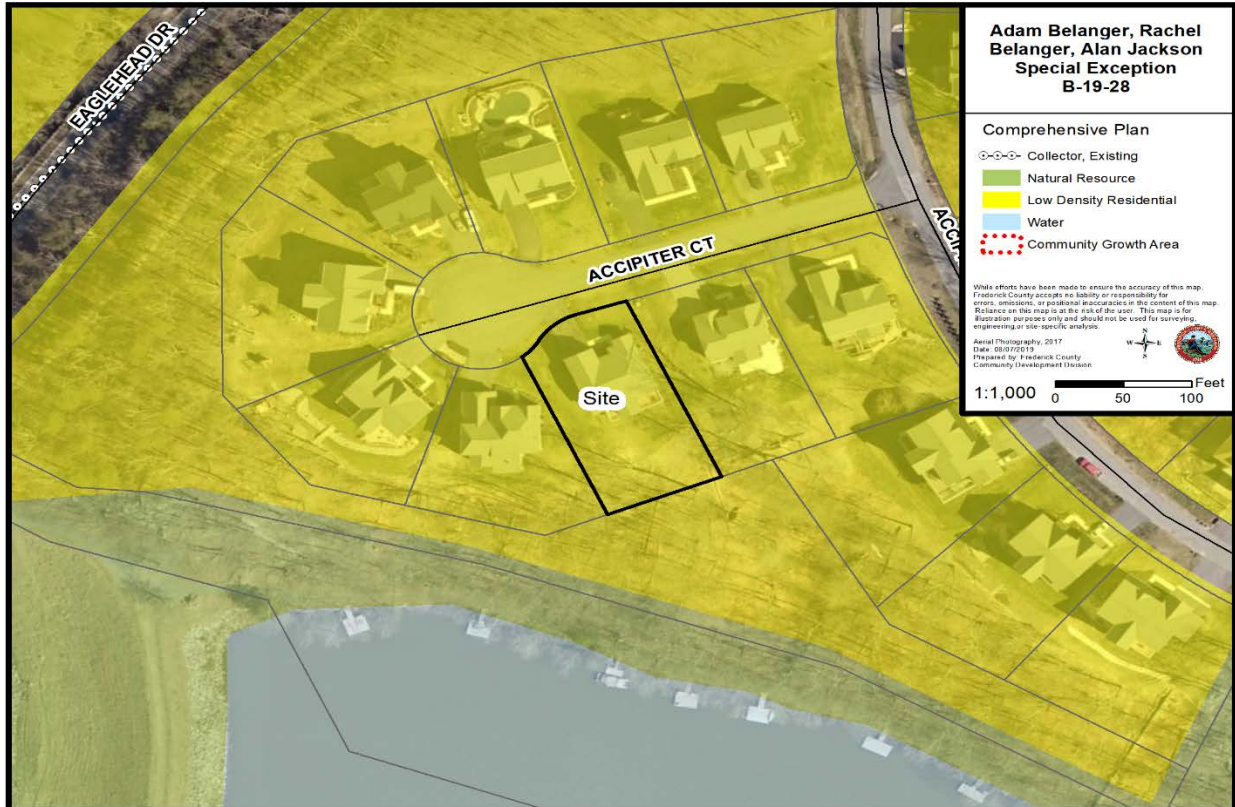 EAGLEHEAD DR
ACCIPITER CT
Site
Adam Belanger, Rachel
Belanger, Alan Jackson
Special Exception
B-19-28
Comprehensive Plan
Collector, Existing
Natural Resource
Low Density Residential
Water
Community Growth Area
While efforts have been made to ensure the accuracy of this map,
Frederick County accepts no liability or responsibility for
errors, omissions, or positional inaccuracies in the content of this map.
Reliance on this map is at the risk of the user. This map is for
illustration purposes only and should not be used for surveying,
engineering, or site-specific analysis.
Aerial Photography, 2017
Date: 08/07/2019
Prepared by: Frederick County
Community Development Division
N
W E
S
1:1,000
Feet
0 50 100
ACCIPI